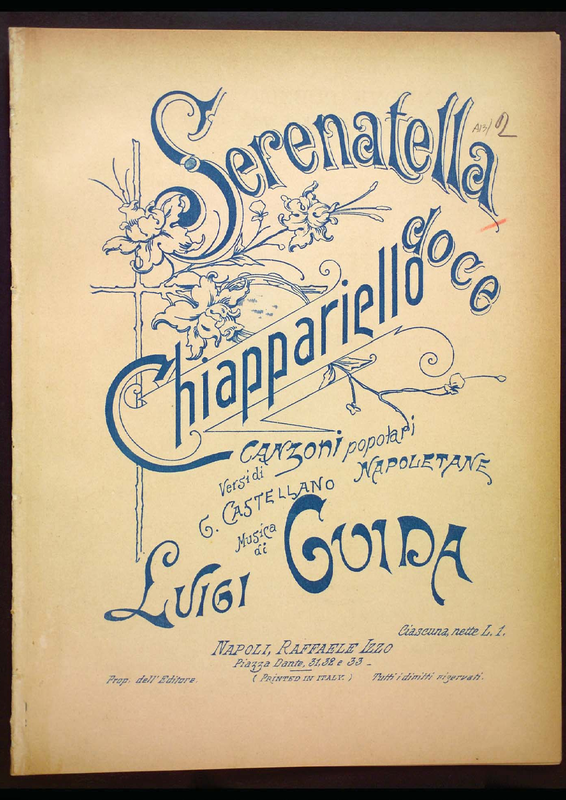 Serenatella
doce
Chiappariello
CANZONI popolari
NAPOLETANE
Versi di
G. CASTELLANO
Musica
di
LUIGI GUIDA
Ciascuna, nette L. 1.
NAPOLI, RAFFAELE IZZO
Piazza Dante, 31, 32 e 33 _
Prop. dell'Editore. (PRINTED IN ITALY.) Tutti i diritti riservati.
2